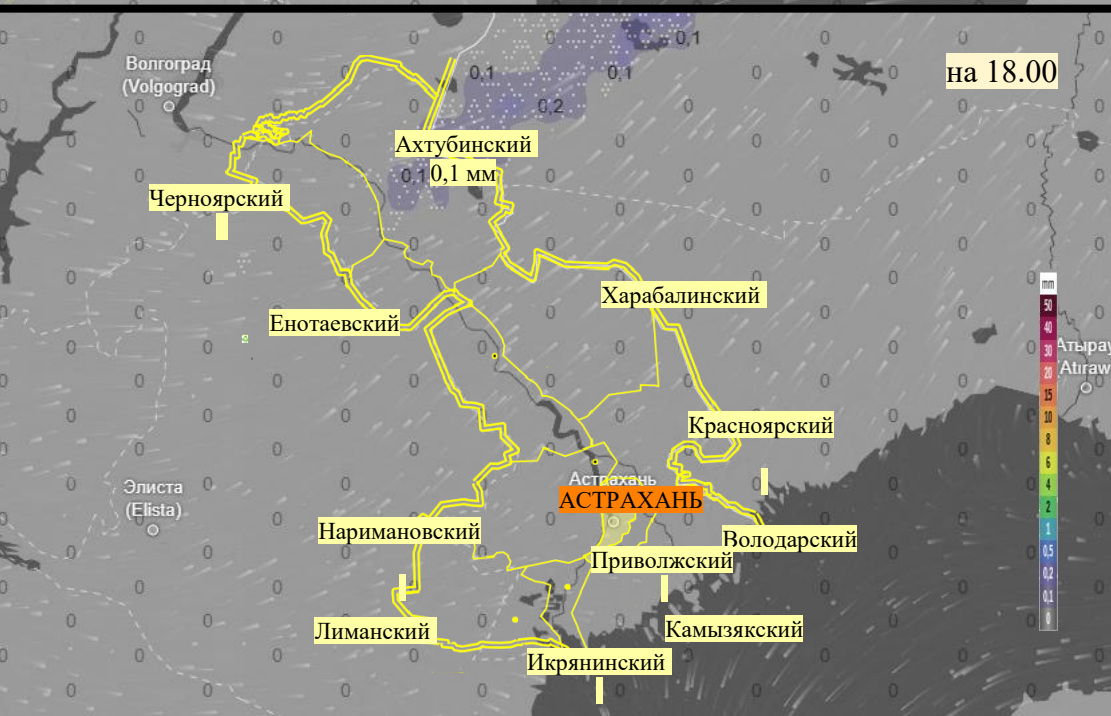 на 18.00
Волгоград
(Volgograd)
0,1
0,1
0,1
0,2
Ахтубинский
0,1 мм
0,1
Черноярский
Харабалинский
Енотаевский
mm
50
40
30
20
15
10
8
6
4
2
1
0,5
0,2
0,1
0
Атырау
(Atiraw
Красноярский
Астрахань
АСТРАХАНЬ
Элиста
(Elista)
Наримановский
Володарский
Приволжский
Лиманский
Камызякский
Икрянинский